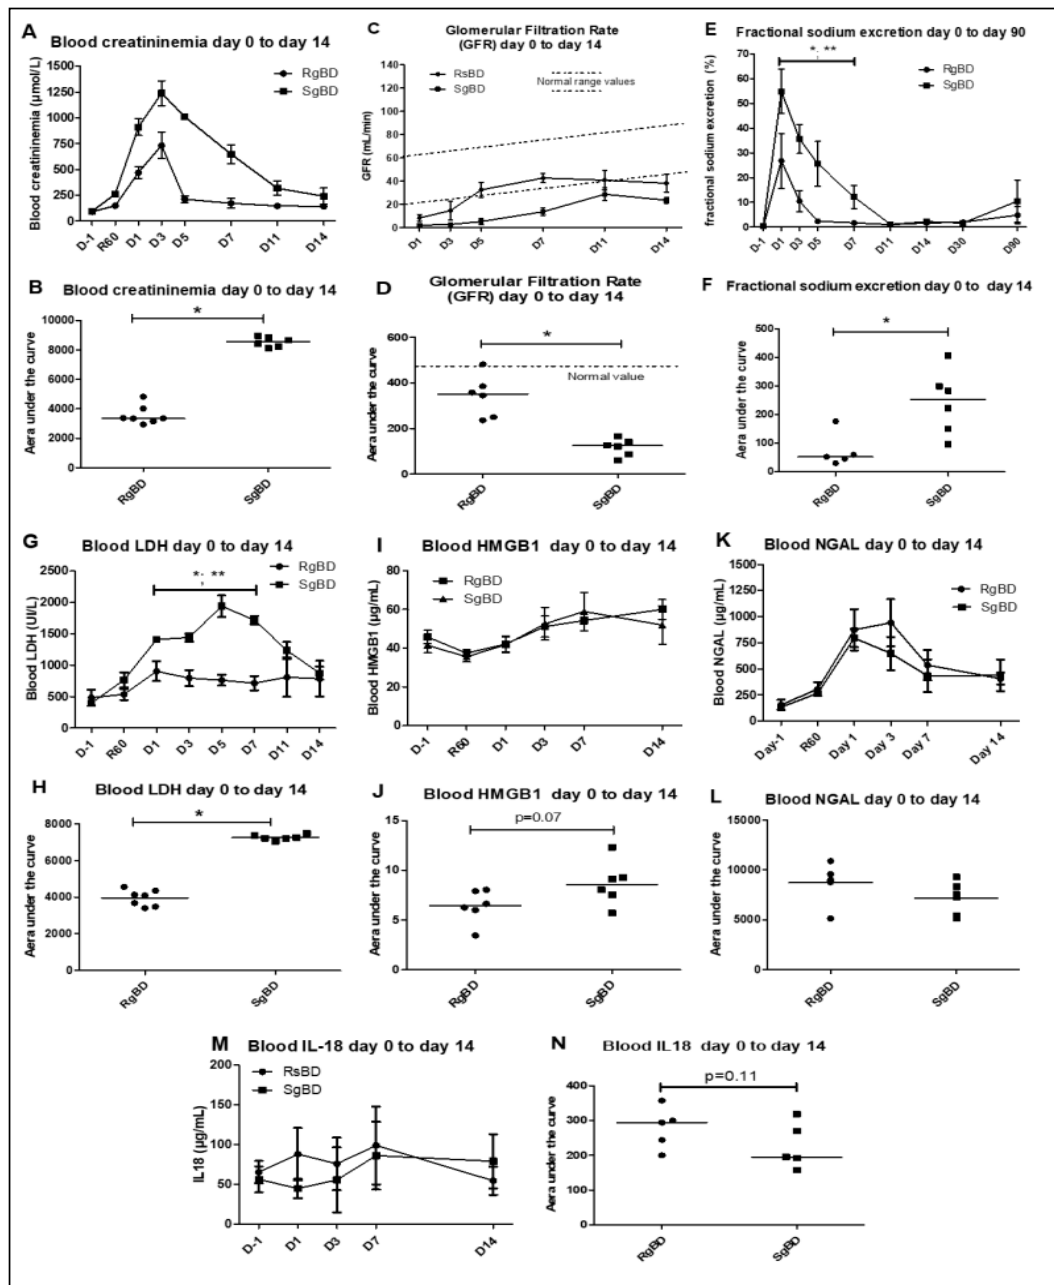 A
Blood creatininemia day 0 to day 14
Blood creatininemia (µmol/L)
1500
1250
1000
750
500
250
0
RgBD
SgBD
D-1 R60 D1 D3 D5 D7 D11 D14
C
Glomerular Filtration Rate
(GFR) day 0 to day 14
GFR (mL/min)
140
120
100
80
60
40
20
0
RsBD
SgBD
Normal range values
D1 D3 D5 D7 D11 D14
E
Fractional sodium excretion day 0 to day 90
fractional sodium excretion (%)
70
60
50
40
30
20
10
0
*; **
RgBD
SgBD
D-1 D1 D3 D5 D7 D11 D14 D30 D90
B
Blood creatininemia day 0 to day 14
Aera under the curve
10000
8000
6000
4000
2000
0
*
RgBD SgBD
D
Glomerular Filtration Rate
(GFR) day 0 to day 14
Aera under the curve
600
400
200
0
*
Normal value
RgBD SgBD
F
Fractional sodium excretion day 0 to day 14
Aera under the curve
500
400
300
200
100
0
*
RgBD SgBD
G
Blood LDH day 0 to day 14
Blood LDH (UI/L)
2500
2000
1500
1000
500
0
*; **
RgBD
SgBD
D-1 R60 D1 D3 D5 D7 D11 D14
I
Blood HMGB1 day 0 to day 14
Blood HMGB1 (µg/mL)
80
60
40
20
0
RgBD
SgBD
D-1 R60 D1 D3 D7 D14
K
Blood NGAL day 0 to day 14
Blood NGAL (µg/mL)
1500
1250
1000
750
500
250
0
RgBD
SgBD
Day-1 R60 Day 1 Day 3 Day 7 Day 14
H
Blood LDH day 0 to day 14
Aera under the curve
8000
6000
4000
2000
0
*
RgBD SgBD
J
Blood HMGB1 day 0 to day 14
Aera under the curve
15
10
5
0
p=0.07
RgBD SgBD
L
Blood NGAL day 0 to day 14
Aera under the curve
15000
10000
5000
0
RgBD SgBD
M
Blood IL-18 day 0 to day 14
IL18 (µg/mL)
200
150
100
50
0
RsBD
SgBD
D-1 D1 D3 D7 D14
N
Blood IL18 day 0 to day 14
Aera under the curve
400
300
200
100
0
p=0.11
RgBD SgBD